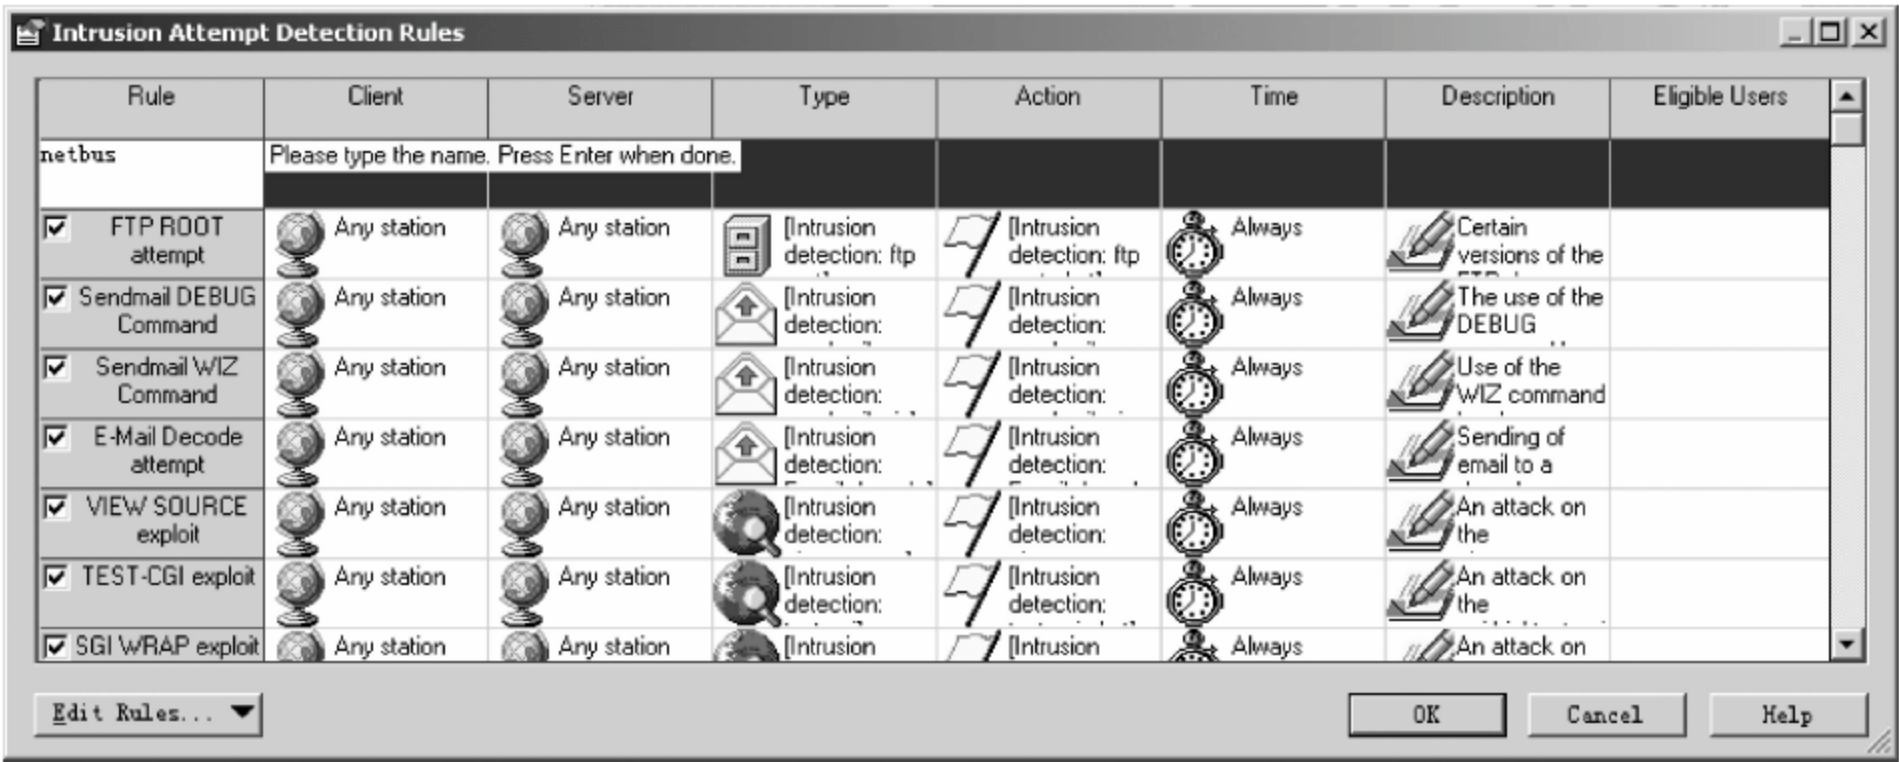 Intrusion Attempt Detection Rules
Rule Client Server Type Action Time Description Eligible Users
netbus Please type the name. Press Enter when done.
FTP ROOT Any station Any station [Intrusion [Intrusion Always Certain
attempt detection: ftp detection: ftp versions of the
Sendmail DEBUG Any station Any station [Intrusion [Intrusion Always The use of the
Command detection: detection: DEBUG
Sendmail WIZ Any station Any station [Intrusion [Intrusion Always Use of the
Command detection: detection: WIZ command
E-Mail Decode Any station Any station [Intrusion [Intrusion Always Sending of
attempt detection: detection: email to a
VIEW SOURCE Any station Any station [Intrusion [Intrusion Always An attack on
exploit detection: detection: the
TEST-CGI exploit Any station Any station [Intrusion [Intrusion Always An attack on
detection: detection: the
SGI WRAP exploit Any station Any station [Intrusion [Intrusion Always An attack on
Edit Rules... OK Cancel Help